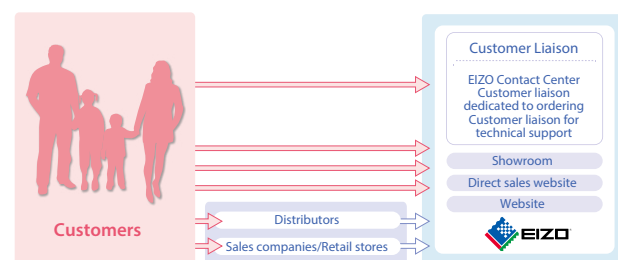 Customer Liaison
EIZO Contact Center
Customer liaison
dedicated to ordering
Customer liaison for
technical support
Showroom
Direct sales website
Website
EIZO
Customers
Distributors
Sales companies/Retail stores